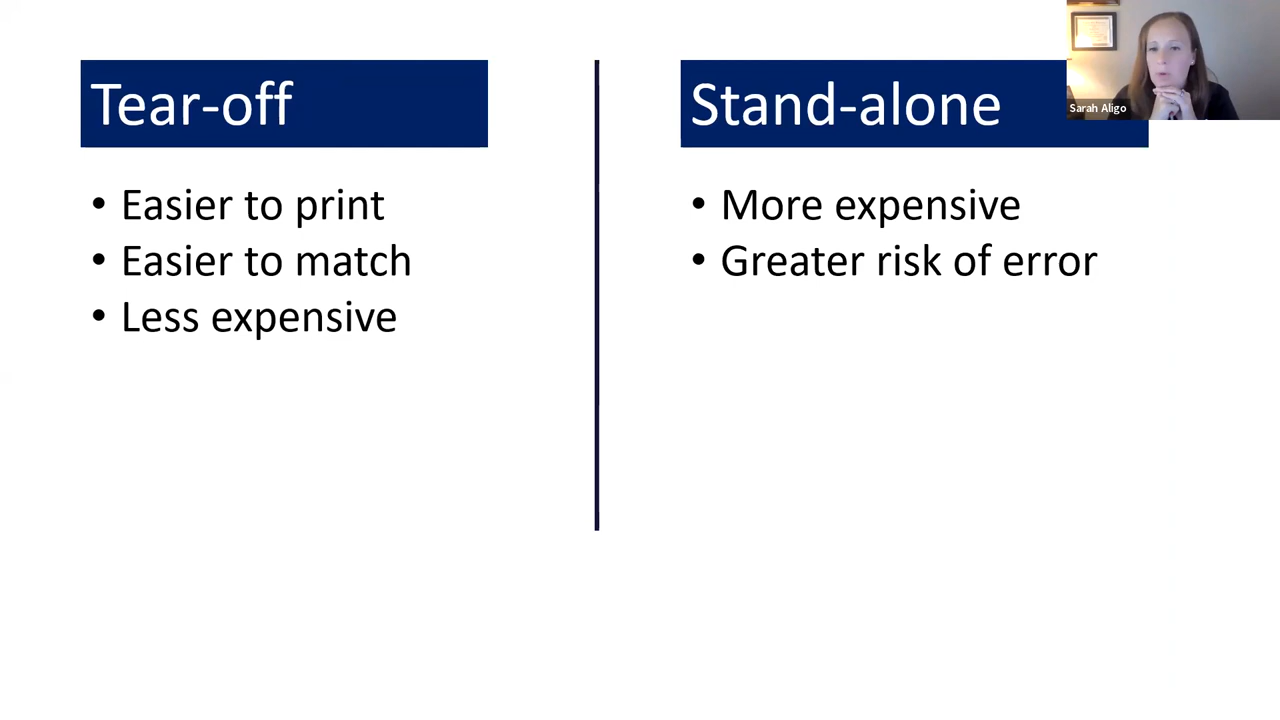 Tear-off
• Easier to print
• Easier to match
• Less expensive
Stand-alone
• More expensive
• Greater risk of error
Sarah Aligo